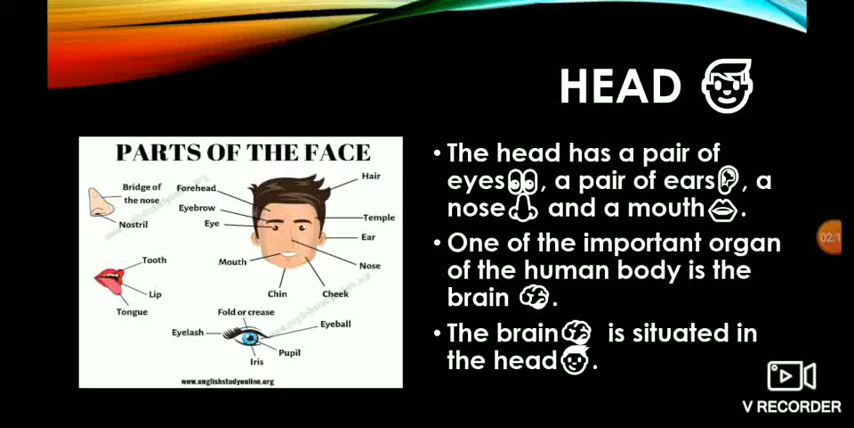 HEAD
PARTS OF THE FACE
Hair
Bridge of
the nose
Forehead
Eyebrow
Temple
Nostril
Eye
Ear
Tooth
Mouth
Nose
Lip
Chin
Cheek
Tongue
Fold or crease
Eyelash
Eyeball
Pupil
Iris
www.englishstudyonline.org
• The head has a pair of
eyes, a pair of ears, a
nose and a mouth.
• One of the important organ
of the human body is the
brain.
• The brain is situated in
the head.
02:1
V RECORDER